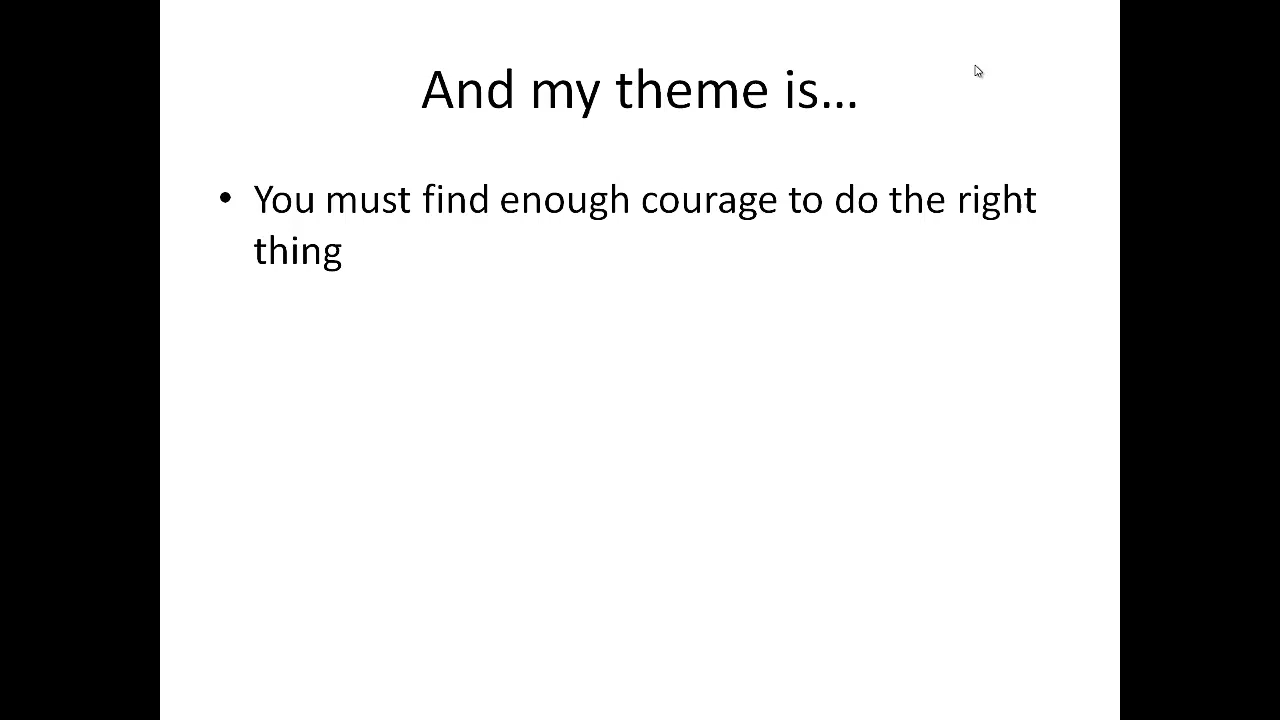 And my theme is...
• You must find enough courage to do the right
thing